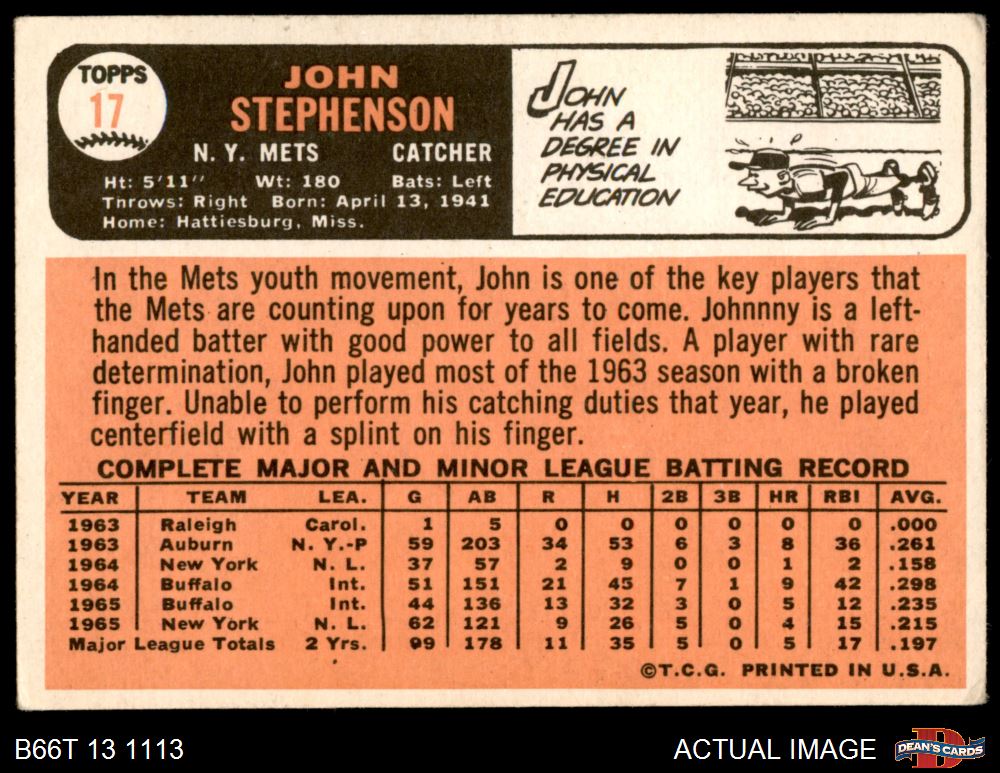 TOPPS
17
JOHN
STEPHENSON
N. Y. METS CATCHER
Ht: 5'11" Wt: 180 Bats: Left
Throws: Right Born: April 13, 1941
Home: Hattiesburg, Miss.
JOHN
HAS A
DEGREE IN
PHYSICAL
EDUCATION
In the Mets youth movement, John is one of the key players that
the Mets are counting upon for years to come. Johnnny is a left-
handed batter with good power to all fields. A player with rare
determination, John played most of the 1963 season with a broken
finger. Unable to perform his catching duties that year, he played
centerfield with a splint on his finger.
COMPLETE MAJOR AND MINOR LEAGUE BATTING RECORD
YEAR TEAM LEA. G AB R H 2B 3B HR RBI AVG.
1963 Raleigh Carol. 1 5 0 0 0 0 0 0 .000
1963 Auburn N. Y.-P 59 203 34 53 6 3 8 36 .261
1964 New York N. L. 37 57 2 9 0 0 1 2 .158
1964 Buffalo Int. 51 151 21 45 7 1 9 42 .298
1965 Buffalo Int. 44 136 13 32 3 0 5 12 .235
1965 New York N. L. 62 121 9 26 5 0 4 15 .215
Major League Totals 2 Yrs. 99 178 11 35 5 0 5 17 .197
©T.C.G. PRINTED IN U.S.A.
B66T 13 1113 ACTUAL IMAGE DEAN'S CARDS